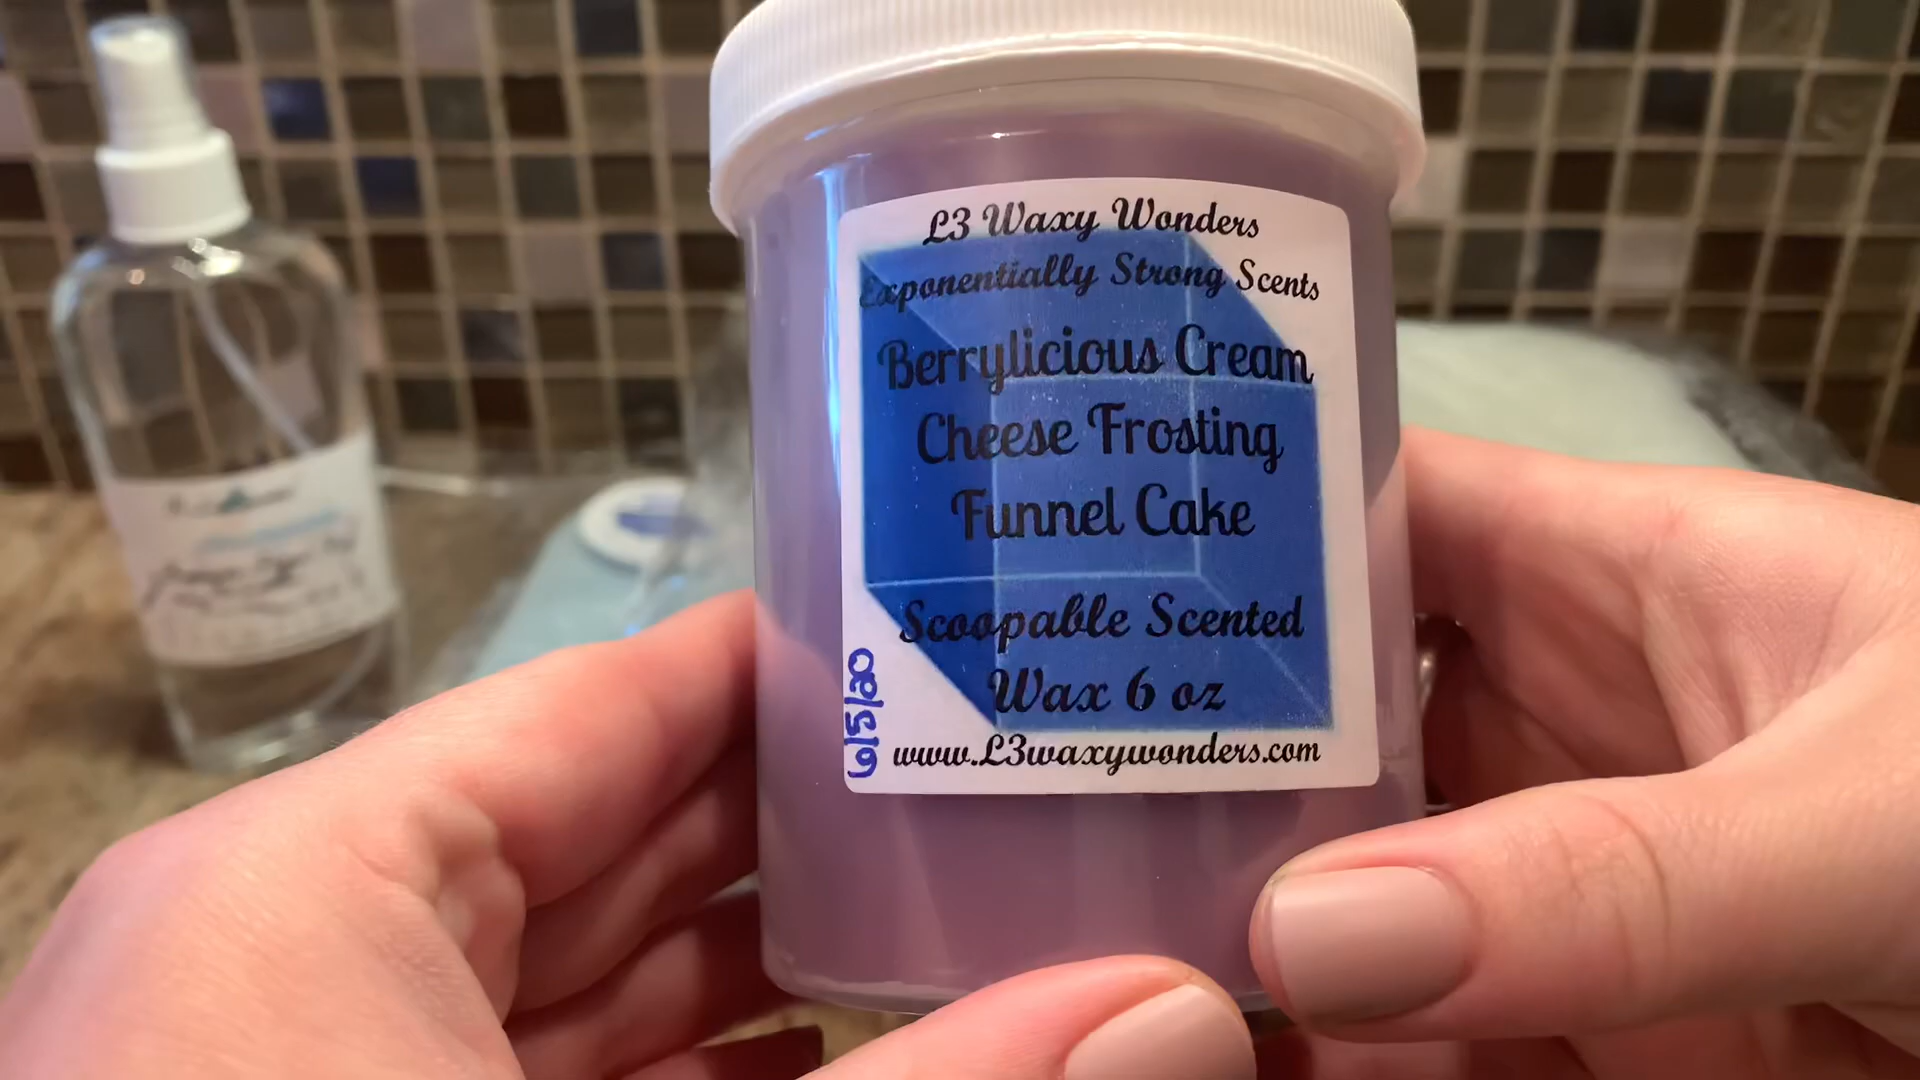 L3 Waxy Wonders
Exponentially Strong Scents
Berrylicious Cream
Cheese Frosting
Funnel Cake
Scoopable Scented
Wax 6 oz
www.L3waxywonders.com
6/5/20